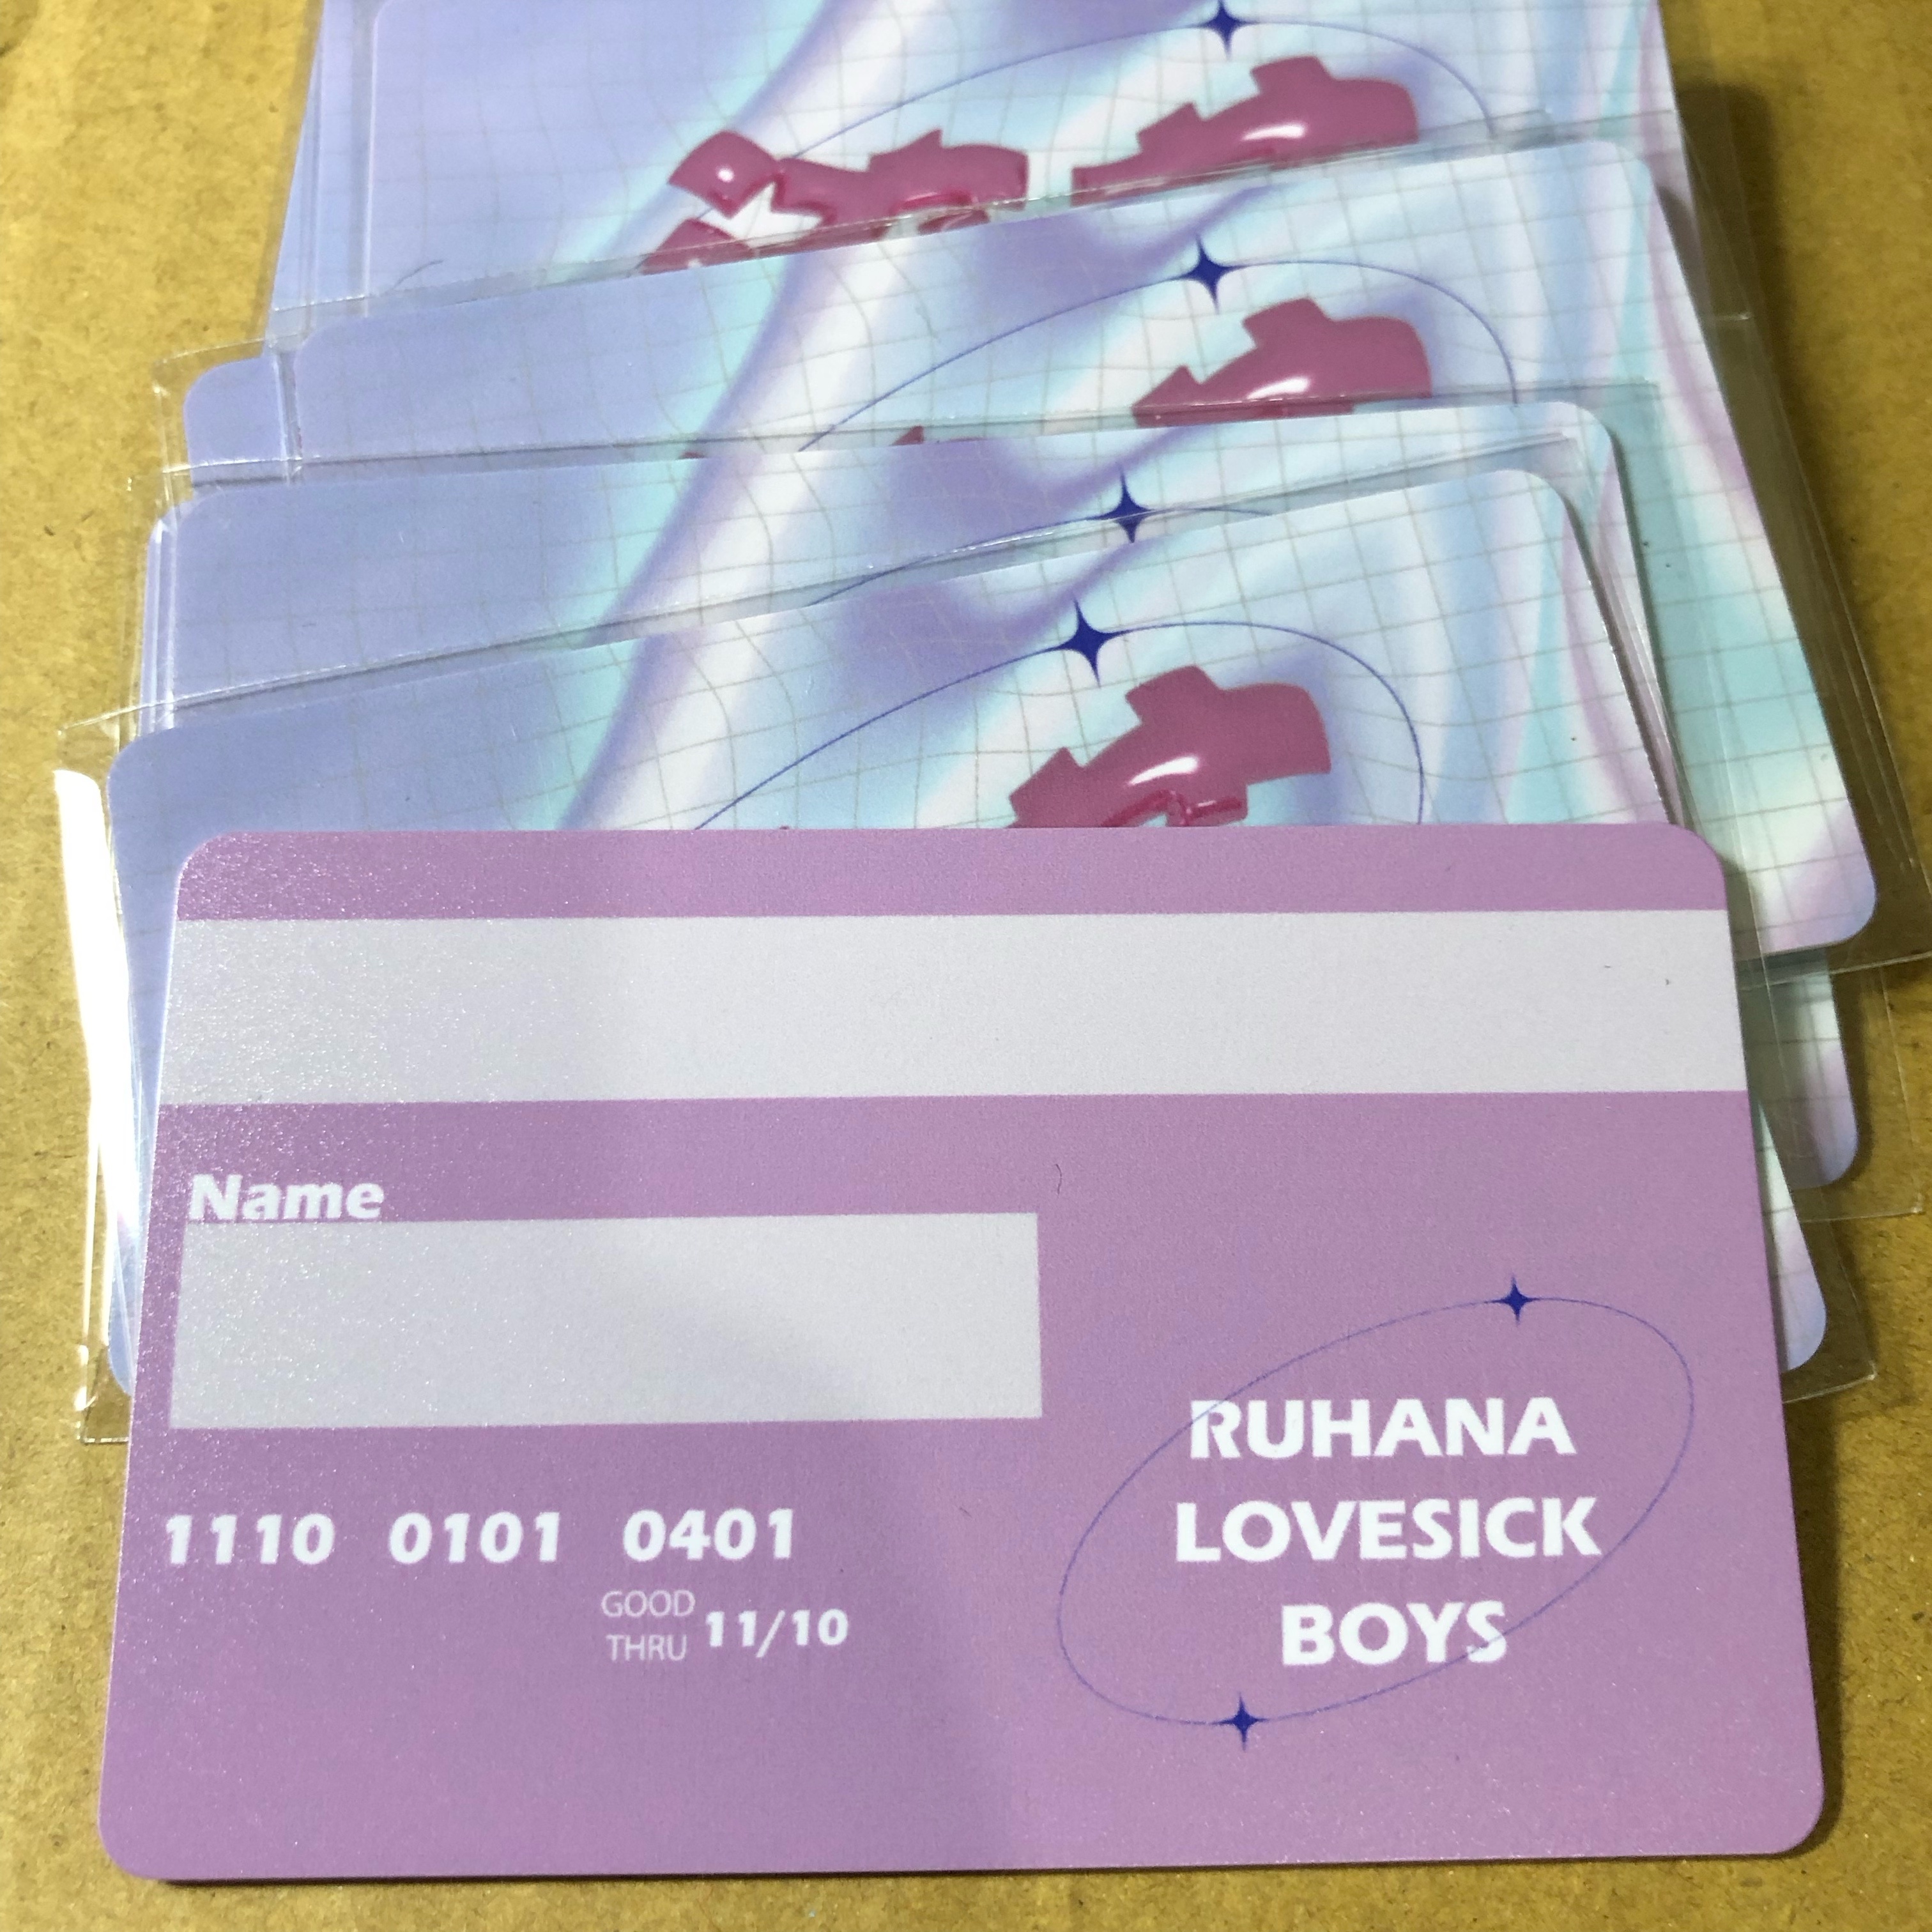 Name
1110 0101 0401
GOOD
THRU 11/10
RUHANA
LOVESICK
BOYS